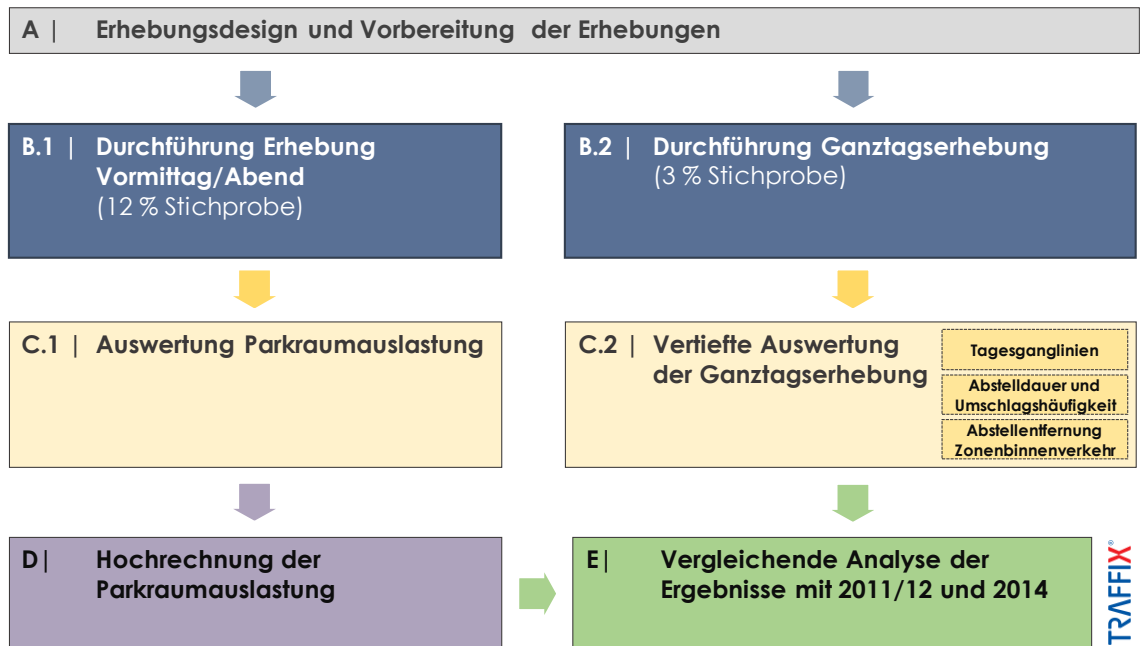 A | Erhebungsdesign und Vorbereitung der Erhebungen
B.1 | Durchführung Erhebung
Vormittag/Abend
(12 % Stichprobe)
B.2 | Durchführung Ganztagserhebung
(3 % Stichprobe)
C.1 | Auswertung Parkraumauslastung
C.2 | Vertiefte Auswertung
der Ganztagserhebung
Tagesganglinien
Abstelldauer und
Umschlagshäufigkeit
Abstellentfernung
Zonenbinnenverkehr
D| Hochrechnung der
Parkraumauslastung
E| Vergleichende Analyse der
Ergebnisse mit 2011/12 und 2014
TRAFFIX®